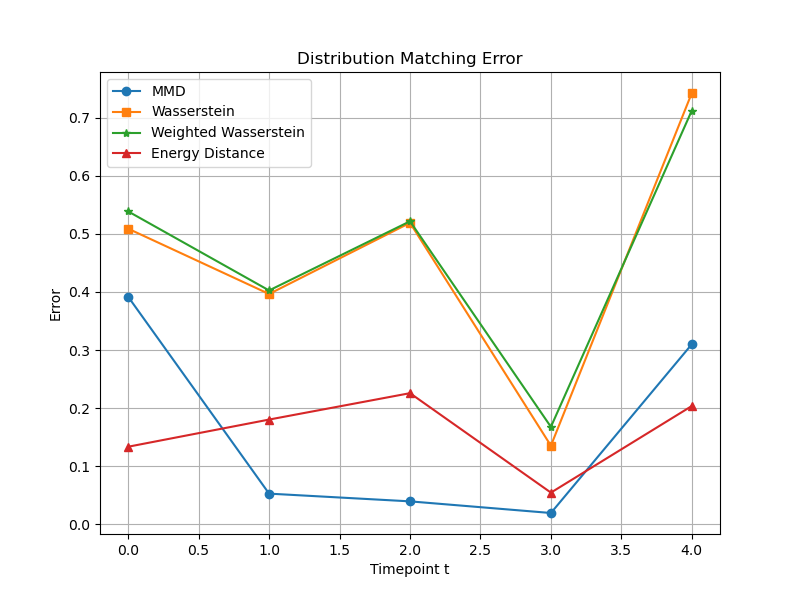 Distribution Matching Error
MMD
Wasserstein
Weighted Wasserstein
Energy Distance
Error
0.7
0.6
0.5
0.4
0.3
0.2
0.1
0.0
0.0 0.5 1.0 1.5 2.0 2.5 3.0 3.5 4.0
Timepoint t